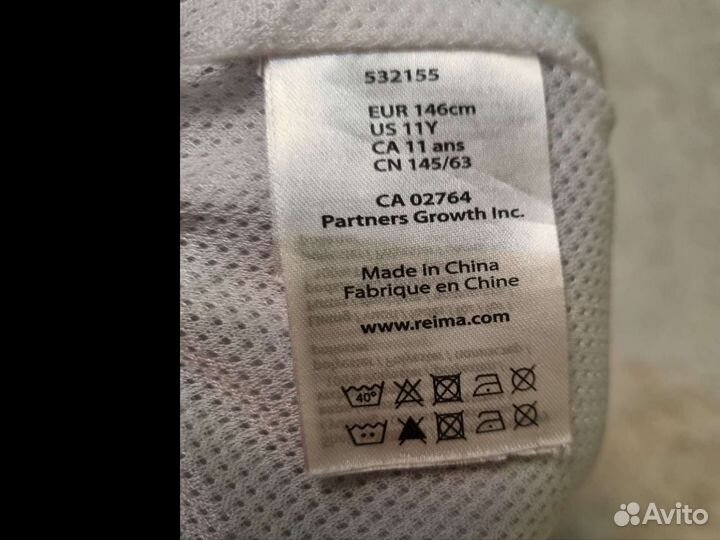 532155
EUR 146cm
US 11Y
CA 11 ans
CN 145/63
CA 02764
Partners Growth Inc.
Made in China
Fabrique en Chine
www.reima.com
40°
Avito